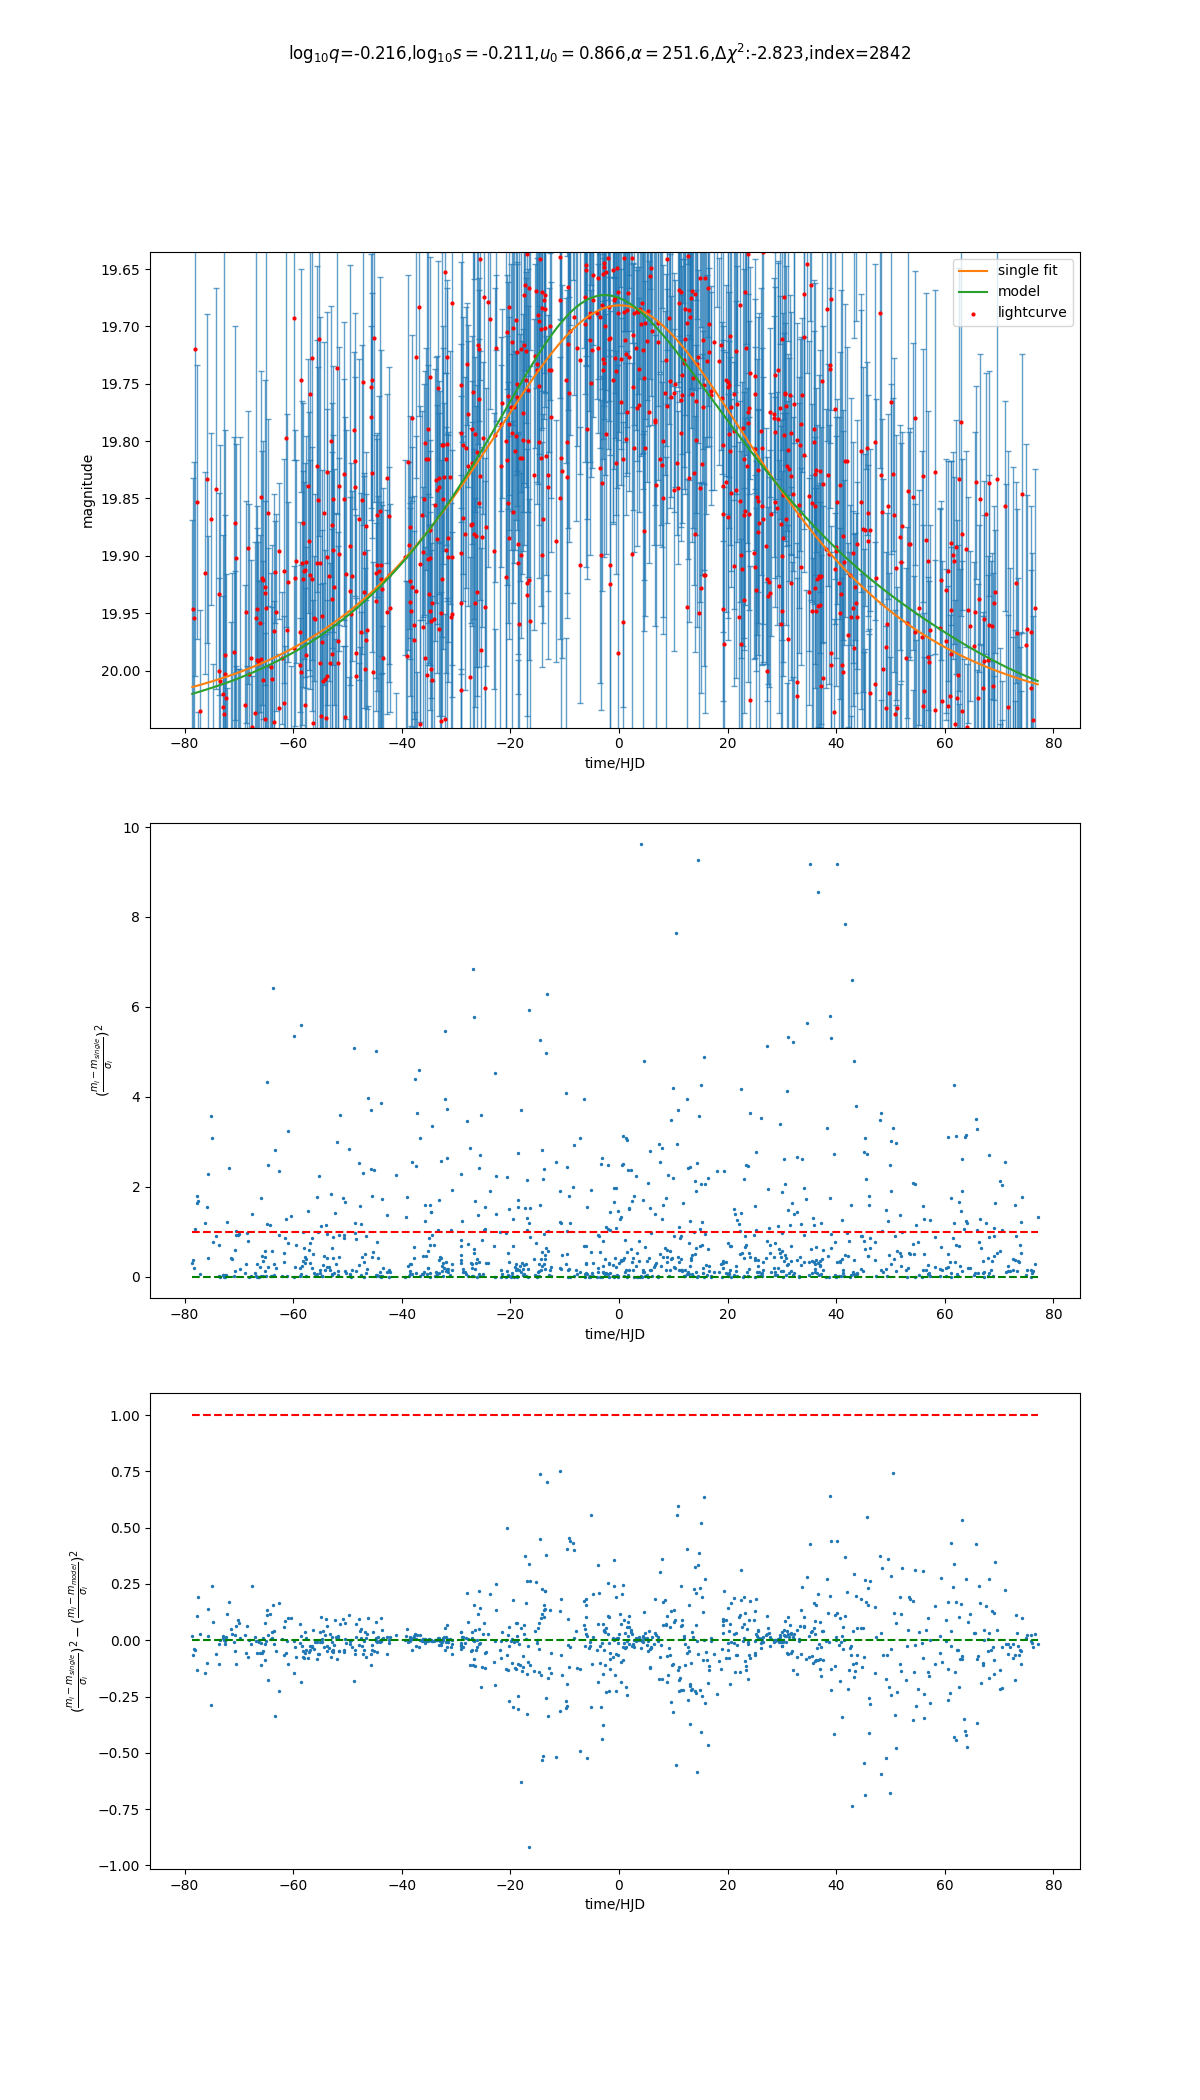 log₁₀q=-0.216,log₁₀s = -0.211,u₀ = 0.866,α = 251.6,Δχ²:-2.823,index=2842
19.65
19.70
19.75
19.80
19.85
19.90
19.95
20.00
magnitude
single fit
model
lightcurve
−80 −60 −40 −20 0 20 40 60 80
time/HJD
10
8
6
4
2
0
(m_i − m_single / σ_i)²
−80 −60 −40 −20 0 20 40 60 80
time/HJD
1.00
0.75
0.50
0.25
0.00
−0.25
−0.50
−0.75
−1.00
(m_i − m_single / σ_i)² − (m_i − m_model / σ_i)²
−80 −60 −40 −20 0 20 40 60 80
time/HJD